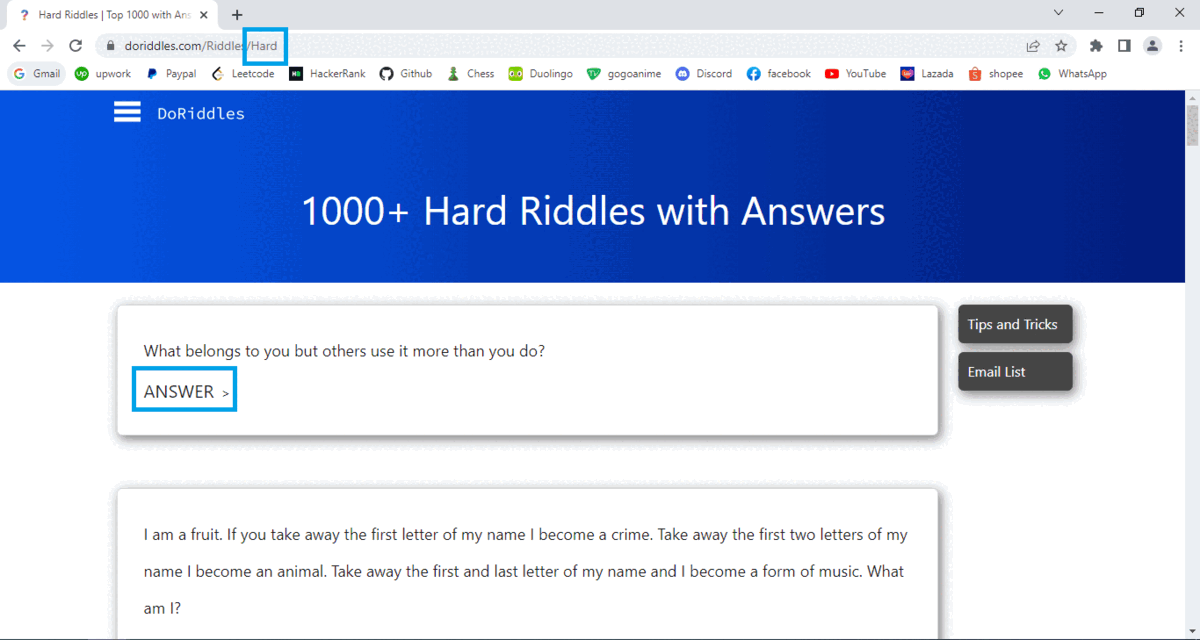 Hard Riddles | Top 1000 with Ans
doriddles.com/Riddles/Hard
Gmail upwork Paypal Leetcode HackerRank Github Chess Duolingo gogoanime Discord facebook YouTube Lazada shopee WhatsApp
DoRiddles
1000+ Hard Riddles with Answers
What belongs to you but others use it more than you do?
ANSWER >
Tips and Tricks
Email List
I am a fruit. If you take away the first letter of my name I become a crime. Take away the first two letters of my
name I become an animal. Take away the first and last letter of my name and I become a form of music. What
am I?